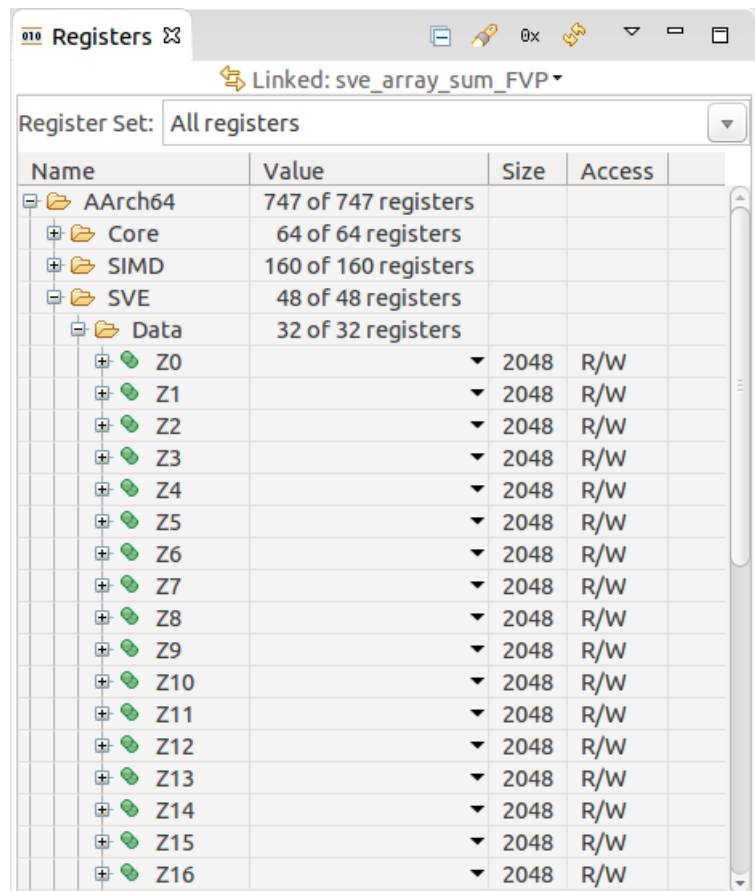 010 Registers
0x
Linked: sve_array_sum_FVP
Register Set: All registers
Name Value Size Access
AArch64 747 of 747 registers
Core 64 of 64 registers
SIMD 160 of 160 registers
SVE 48 of 48 registers
Data 32 of 32 registers
Z0 2048 R/W
Z1 2048 R/W
Z2 2048 R/W
Z3 2048 R/W
Z4 2048 R/W
Z5 2048 R/W
Z6 2048 R/W
Z7 2048 R/W
Z8 2048 R/W
Z9 2048 R/W
Z10 2048 R/W
Z11 2048 R/W
Z12 2048 R/W
Z13 2048 R/W
Z14 2048 R/W
Z15 2048 R/W
Z16 2048 R/W